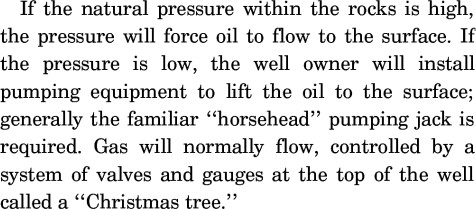 If the natural pressure within the rocks is high,
the pressure will force oil to flow to the surface. If
the pressure is low, the well owner will install
pumping equipment to lift the oil to the surface;
generally the familiar ‘‘horsehead’’ pumping jack is
required. Gas will normally flow, controlled by a
system of valves and gauges at the top of the well
called a ‘‘Christmas tree.’’